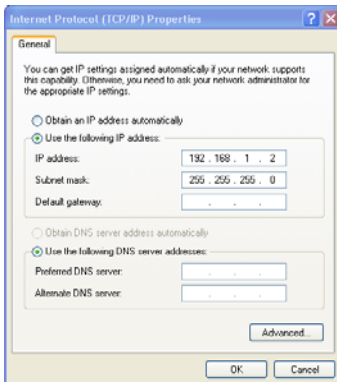 Internet Protocol (TCP/IP) Properties
General
You can get IP settings assigned automatically if your network supports
this capability. Otherwise, you need to ask your network administrator for
the appropriate IP settings.
Obtain an IP address automatically
Use the following IP address:
IP address: 192 . 168 . 1 . 2
Subnet mask: 255 . 255 . 255 . 0
Default gateway: . . .
Obtain DNS server address automatically
Use the following DNS server addresses:
Preferred DNS server: . . .
Alternate DNS server: . . .
Advanced...
OK Cancel